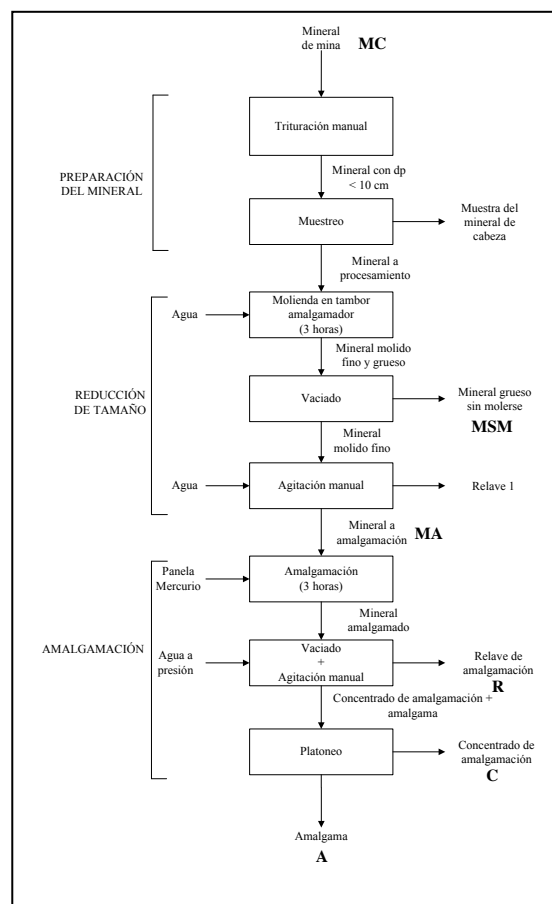 Mineral
de mina
MC
Trituración manual
Mineral con dp
< 10 cm
PREPARACIÓN
DEL MINERAL
Muestreo
Muestra del
mineral de
cabeza
Mineral a
procesamiento
Agua
Molienda en tambor
amalgamador
(3 horas)
Mineral molido
fino y grueso
REDUCCIÓN
DE TAMAÑO
Vaciado
Mineral grueso
sin molerse
MSM
Mineral
molido fino
Agua
Agitación manual
Relave 1
Mineral a
amalgamación
MA
Panela
Mercurio
Amalgamación
(3 horas)
Mineral
amalgamado
AMALGAMACIÓN
Agua a
presión
Vaciado
+
Agitación manual
Relave de
amalgamación
R
Concentrado de amalgamación +
amalgama
Platoneo
Concentrado de
amalgamación
C
Amalgama
A